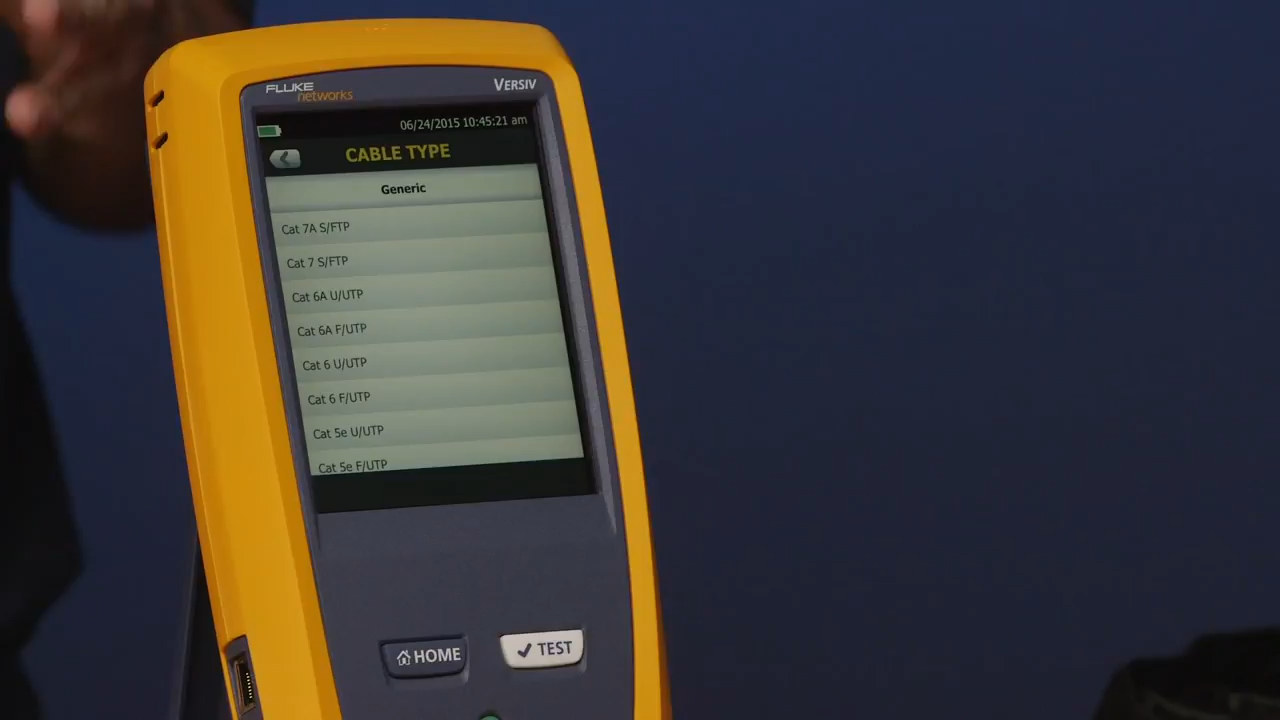 FLUKE
networks
VERSIV
06/24/2015 10:45:21 am
CABLE TYPE
Generic
Cat 7A S/FTP
Cat 7 S/FTP
Cat 6A U/UTP
Cat 6A F/UTP
Cat 6 U/UTP
Cat 6 F/UTP
Cat 5e U/UTP
Cat 5e F/UTP
HOME
TEST